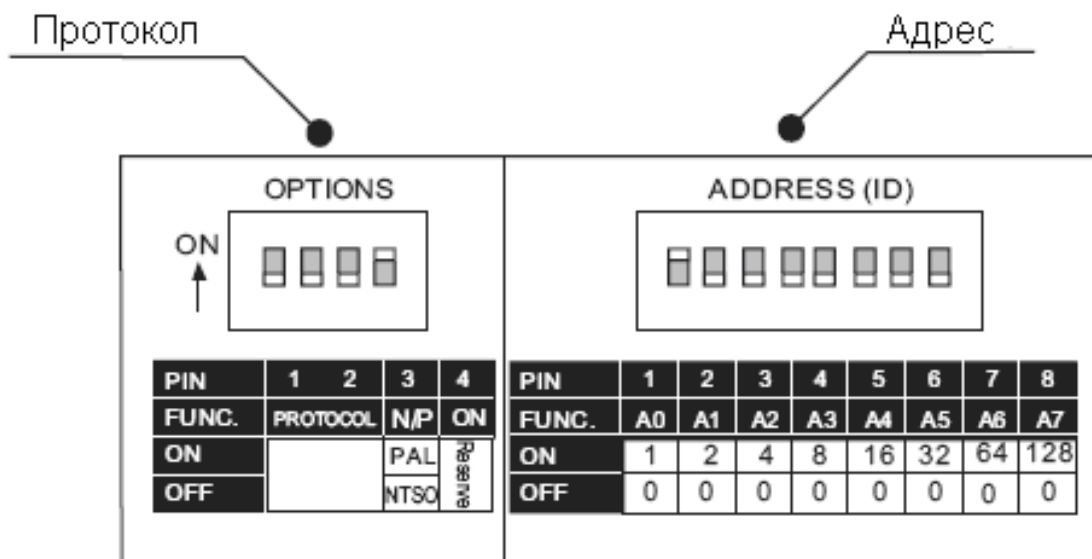 Протокол Адрес
OPTIONS ADDRESS (ID)
ON
PIN 1 2 3 4 PIN 1 2 3 4 5 6 7 8
FUNC. PROTOCOL N/P ON FUNC. A0 A1 A2 A3 A4 A5 A6 A7
ON PAL Reserve ON 1 2 4 8 16 32 64 128
OFF NTSO OFF 0 0 0 0 0 0 0 0